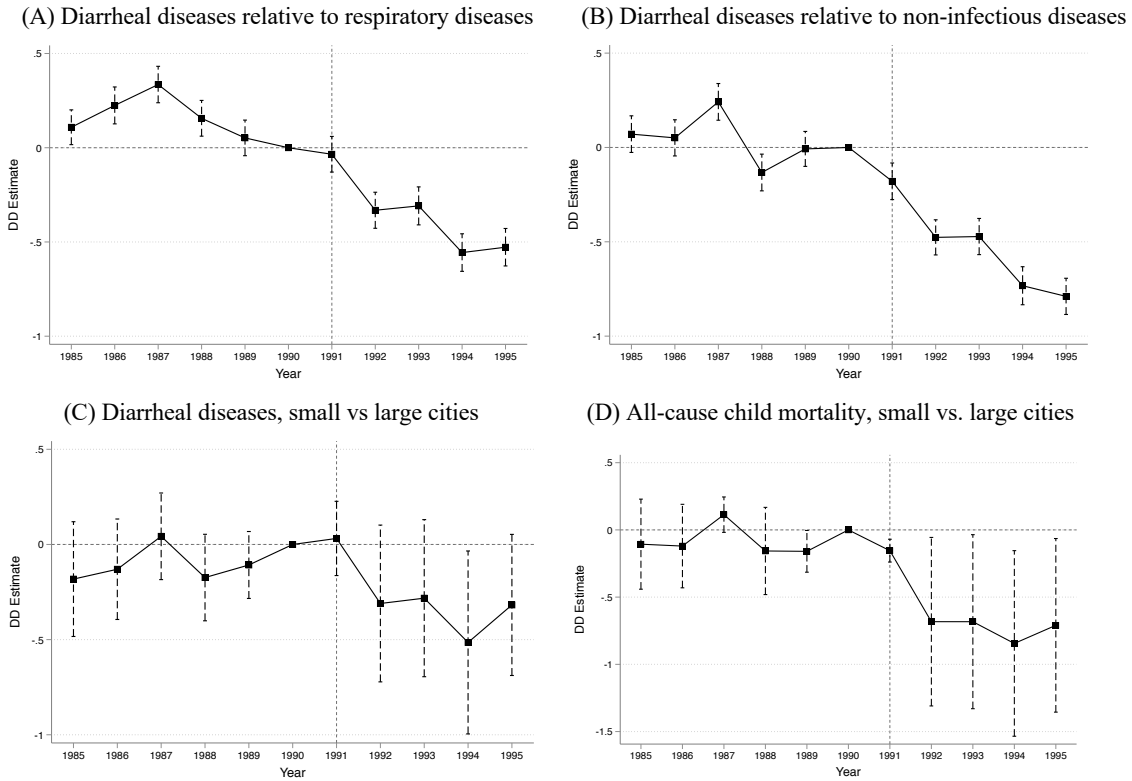 (A) Diarrheal diseases relative to respiratory diseases
.5
0
-.5
-1
DD Estimate
1985 1986 1987 1988 1989 1990 1991 1992 1993 1994 1995
Year
(B) Diarrheal diseases relative to non-infectious diseases
.5
0
-.5
-1
DD Estimate
1985 1986 1987 1988 1989 1990 1991 1992 1993 1994 1995
Year
(C) Diarrheal diseases, small vs large cities
.5
0
-.5
-1
DD Estimate
1985 1986 1987 1988 1989 1990 1991 1992 1993 1994 1995
Year
(D) All-cause child mortality, small vs. large cities
.5
0
-.5
-1
-1.5
DD Estimate
1985 1986 1987 1988 1989 1990 1991 1992 1993 1994 1995
Year